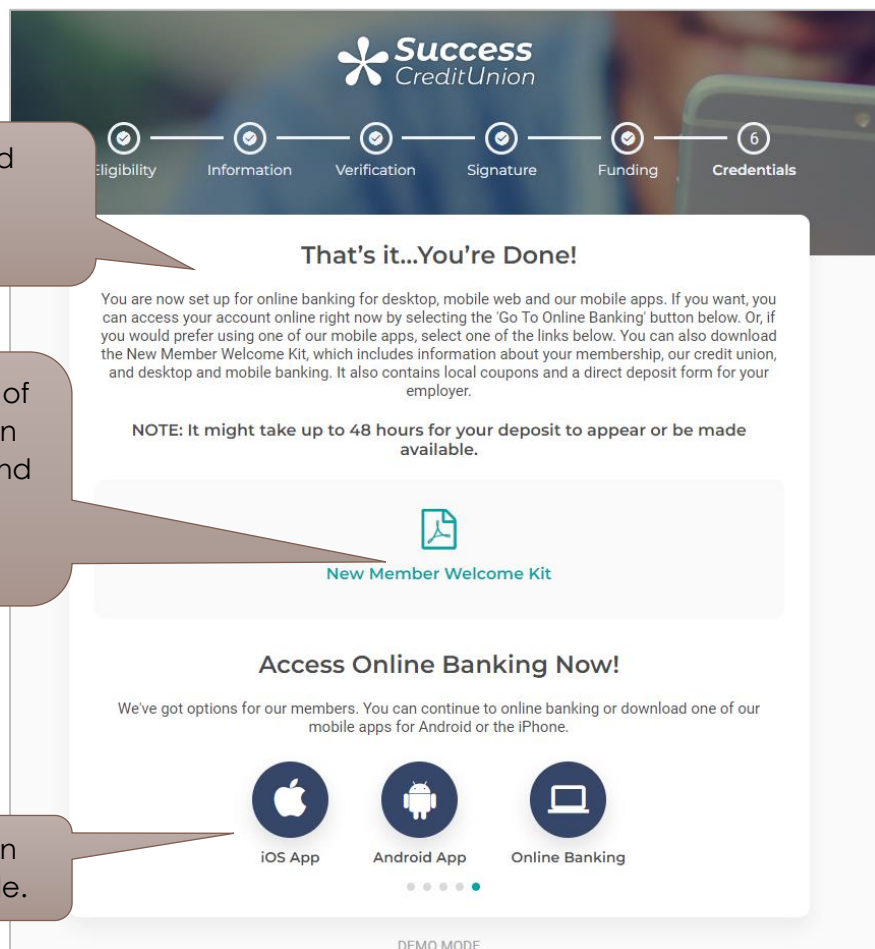 Success
CreditUnion
6
Eligibility Information Verification Signature Funding Credentials
That's it...You're Done!
You are now set up for online banking for desktop, mobile web and our mobile apps. If you want, you
can access your account online right now by selecting the 'Go To Online Banking' button below. Or, if
you would prefer using one of our mobile apps, select one of the links below. You can also download
the New Member Welcome Kit, which includes information about your membership, our credit union,
and desktop and mobile banking. It also contains local coupons and a direct deposit form for your
employer.
NOTE: It might take up to 48 hours for your deposit to appear or be made
available.
of
New Member Welcome Kit
Access Online Banking Now!
We've got options for our members. You can continue to online banking or download one of our
mobile apps for Android or the iPhone.
iOS App Android App Online Banking
DEMO MODE